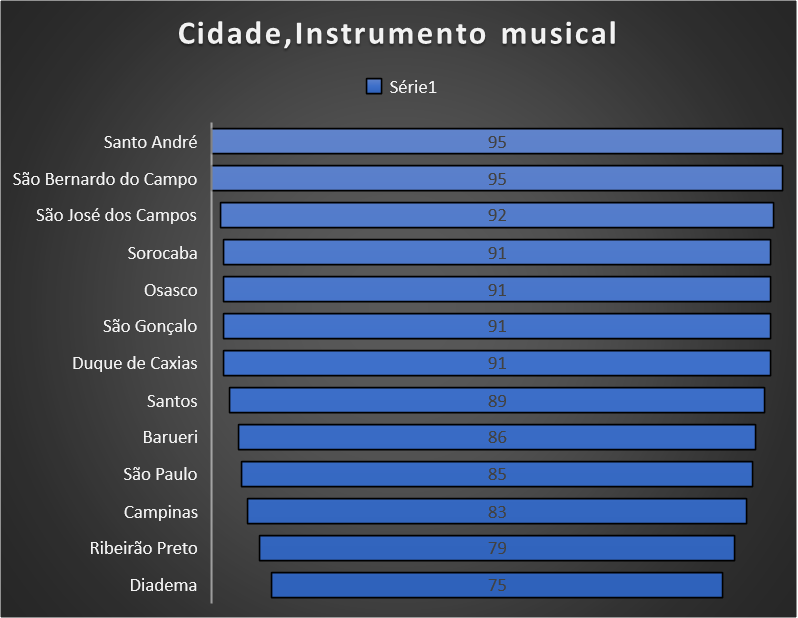 Cidade,Instrumento musical
Série1
Santo André 95
São Bernardo do Campo 95
São José dos Campos 92
Sorocaba 91
Osasco 91
São Gonçalo 91
Duque de Caxias 91
Santos 89
Barueri 86
São Paulo 85
Campinas 83
Ribeirão Preto 79
Diadema 75